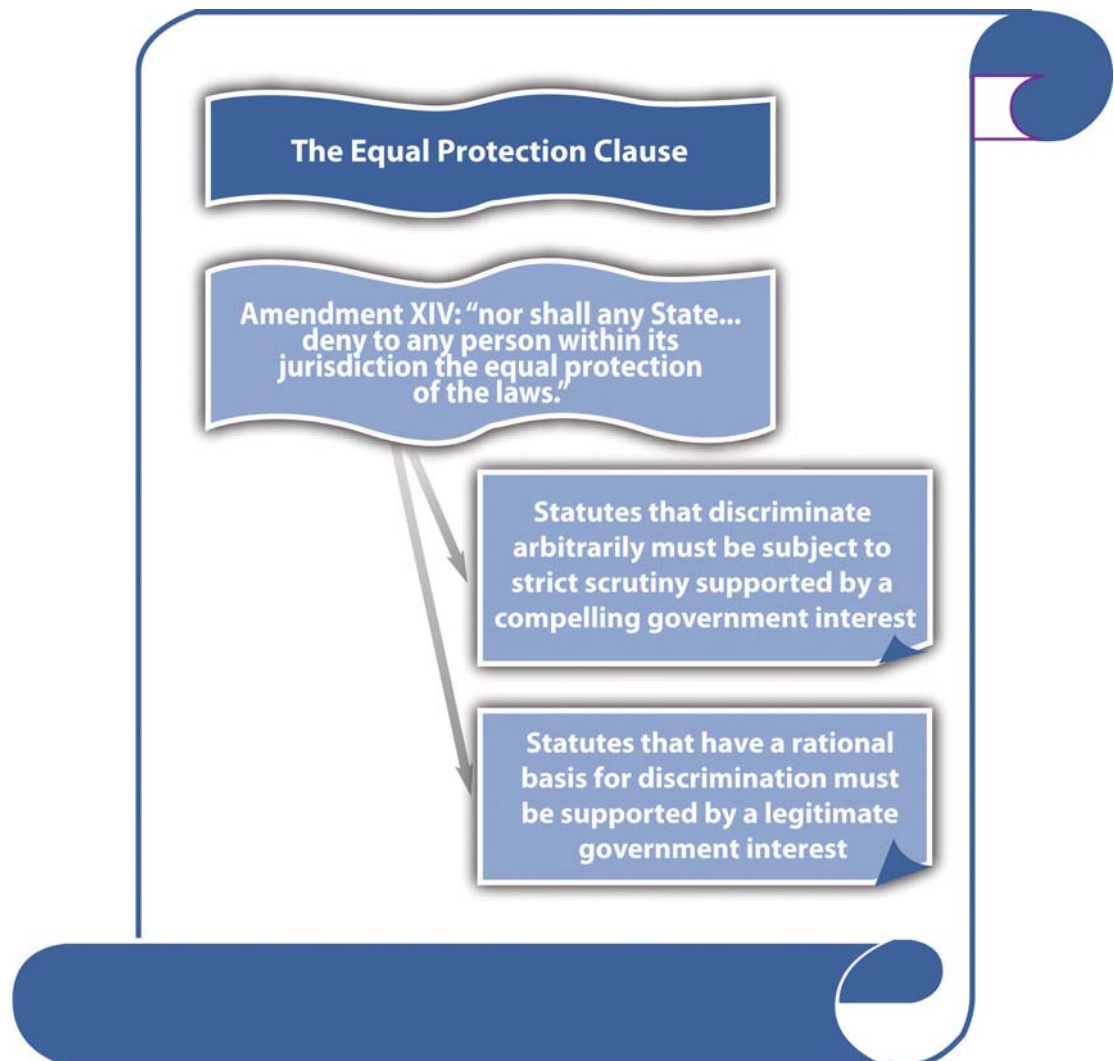 The Equal Protection Clause
Amendment XIV: “nor shall any State...
deny to any person within its
jurisdiction the equal protection
of the laws.”
Statutes that discriminate
arbitrarily must be subject to
strict scrutiny supported by a
compelling government interest
Statutes that have a rational
basis for discrimination must
be supported by a legitimate
government interest